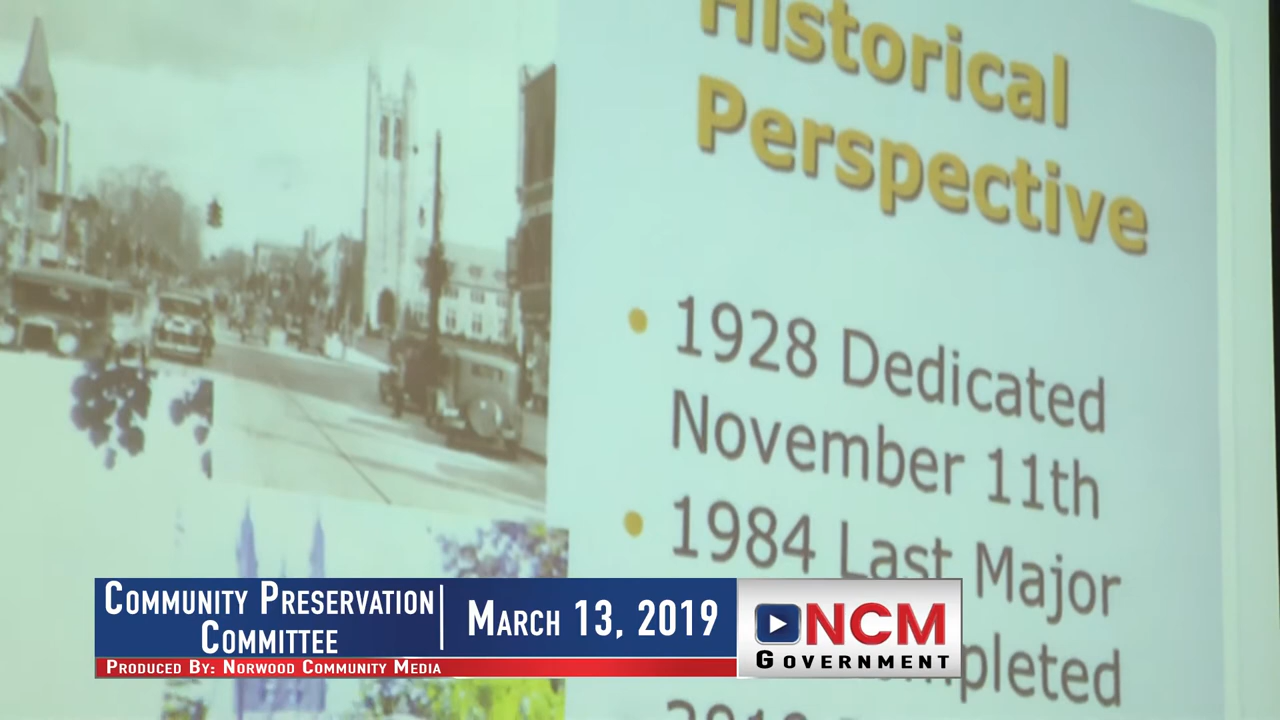 Historical
Perspective
• 1928 Dedicated
November 11th
• 1984 Last Major
pleted
COMMUNITY PRESERVATION
COMMITTEE
MARCH 13, 2019
NCM
GOVERNMENT
PRODUCED BY: NORWOOD COMMUNITY MEDIA